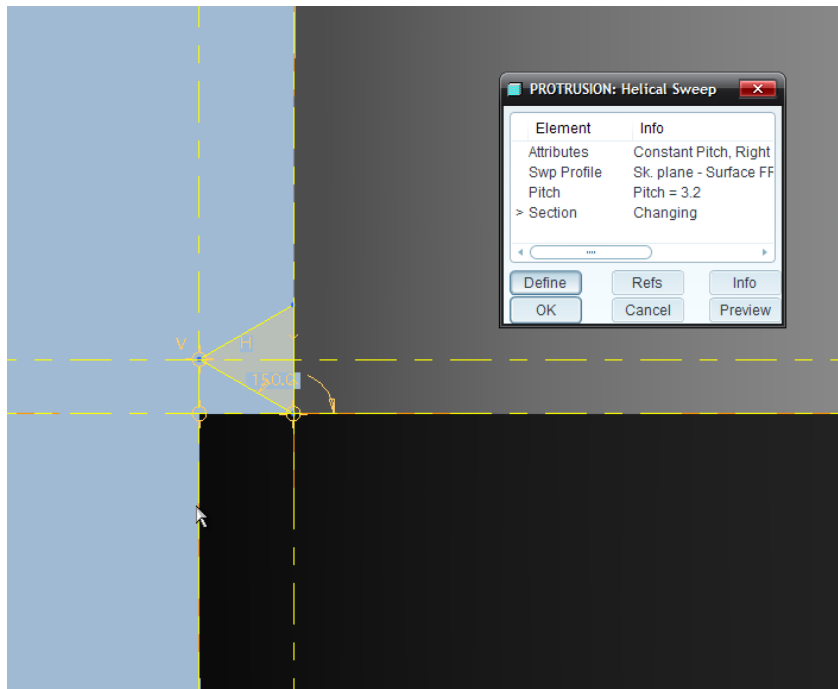 PROTRUSION: Helical Sweep
Element Info
Attributes Constant Pitch, Right
Swp Profile Sk. plane - Surface FF
Pitch Pitch = 3.2
> Section Changing
Define Refs Info
OK Cancel Preview
V H
150.0